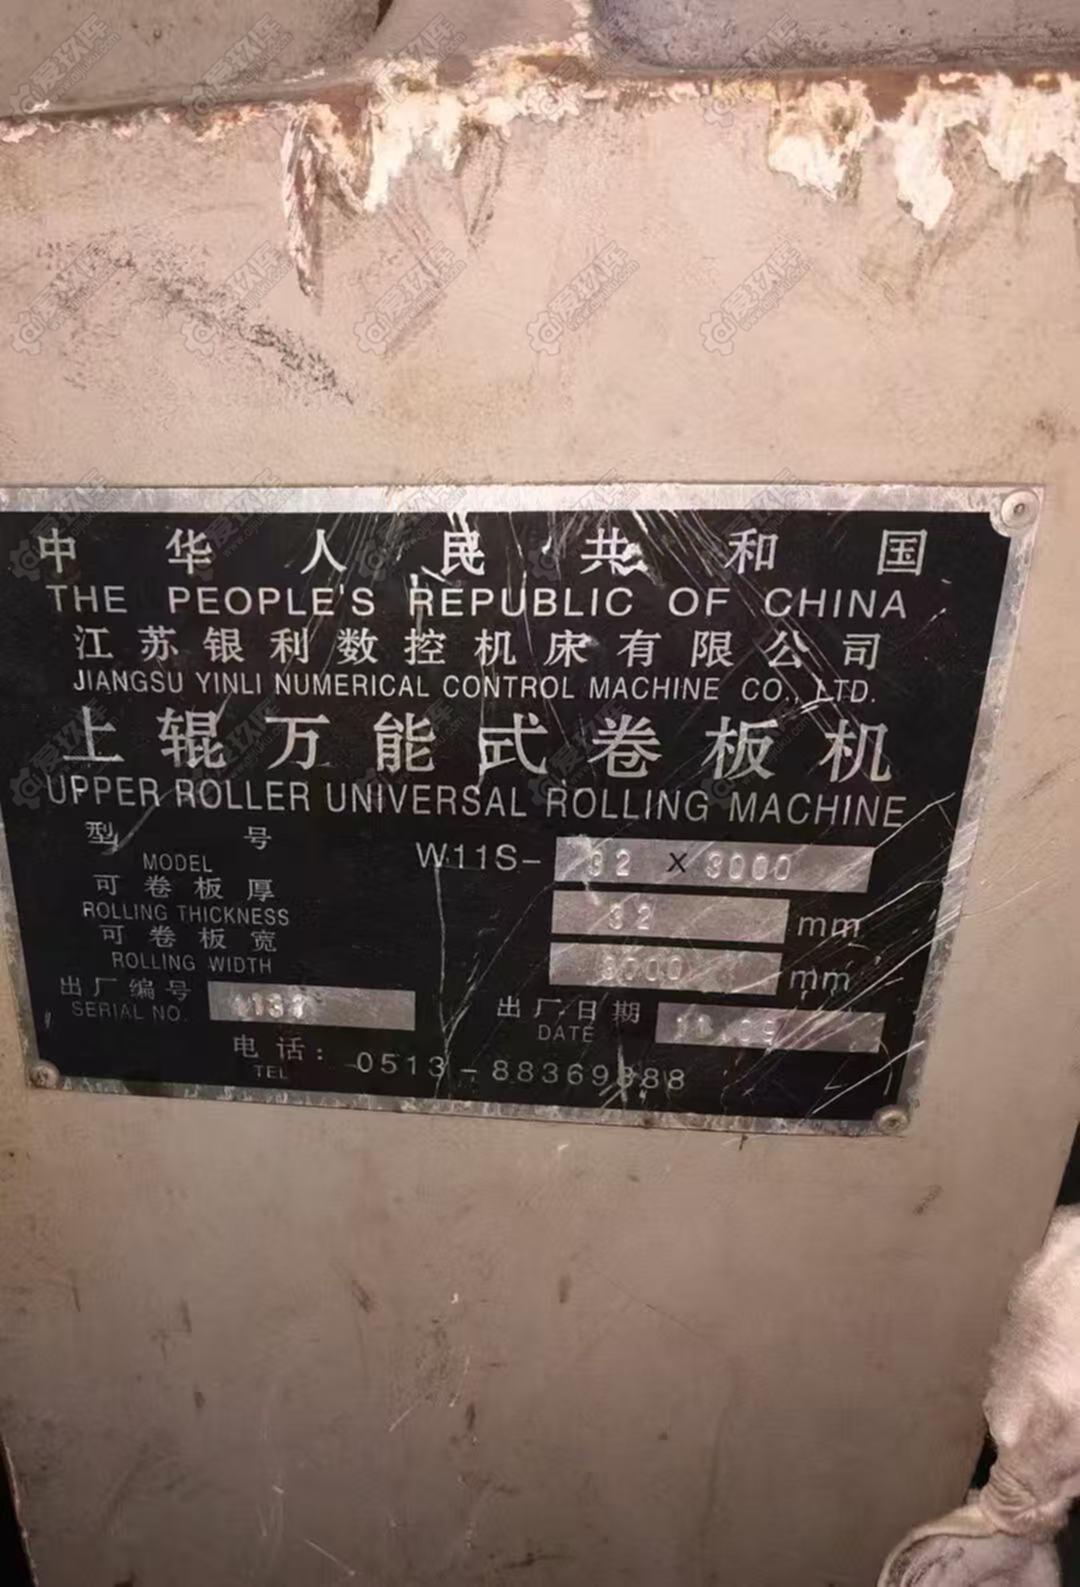 中华人民共和国
THE PEOPLE'S REPUBLIC OF CHINA
江苏银利数控机床有限公司
JIANGSU YINLI NUMERICAL CONTROL MACHINE CO., LTD.
上辊万能式卷板机
UPPER ROLLER UNIVERSAL ROLLING MACHINE
型号 W11S- 32 X 3000
MODEL
可卷板厚 32 mm
ROLLING THICKNESS
可卷板宽 3000 mm
ROLLING WIDTH
出厂编号 出厂日期
SERIAL NO. DATE
电话: 0513-88369888
TEL